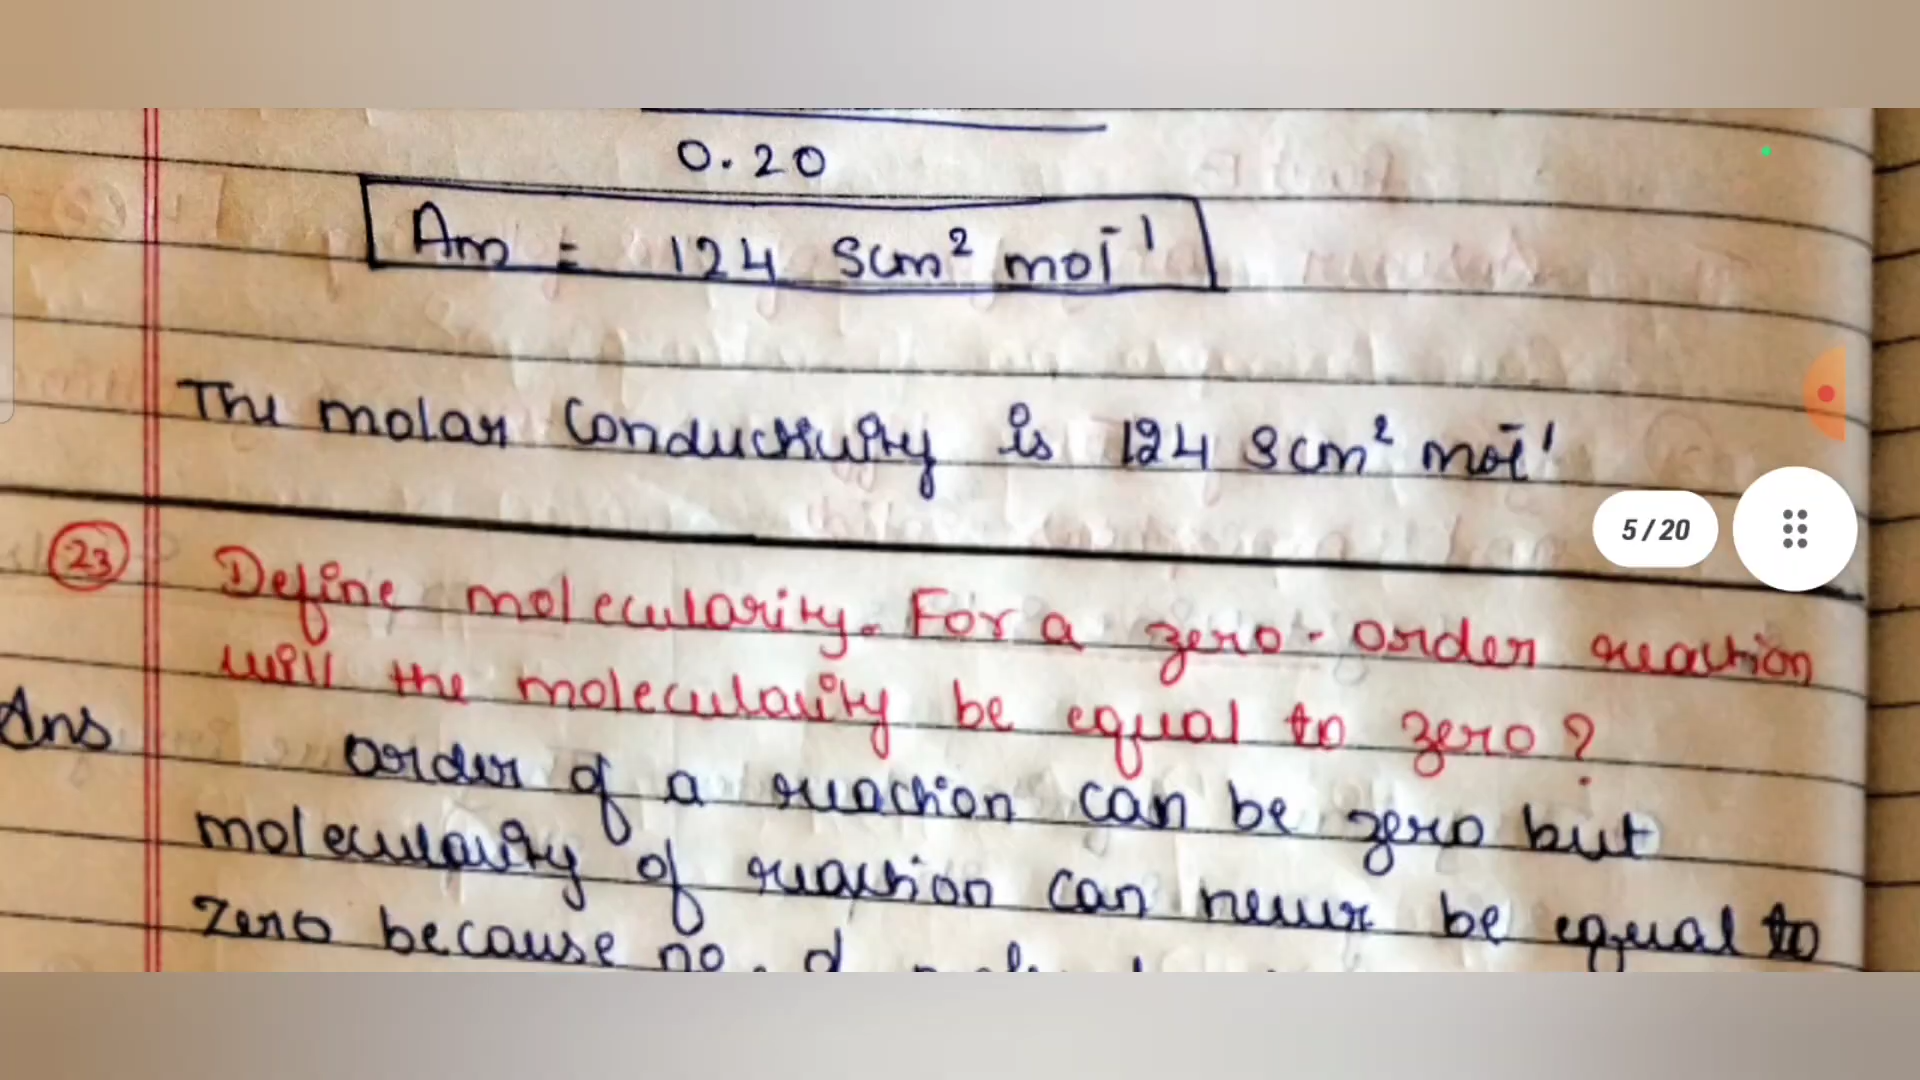 0.20
Λm = 124 Scm² mol⁻¹
The molar conductivity is 124 Scm² mol⁻¹
5/20
23 Define molecularity. For a zero-order reaction
will the molecularity be equal to zero?
Ans order of a reaction can be zero but
molecularity of reaction can never be equal to
zero because no. of